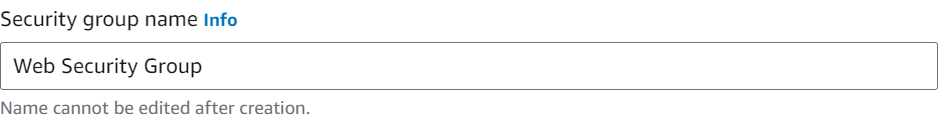 Security group name Info
Web Security Group
Name cannot be edited after creation.